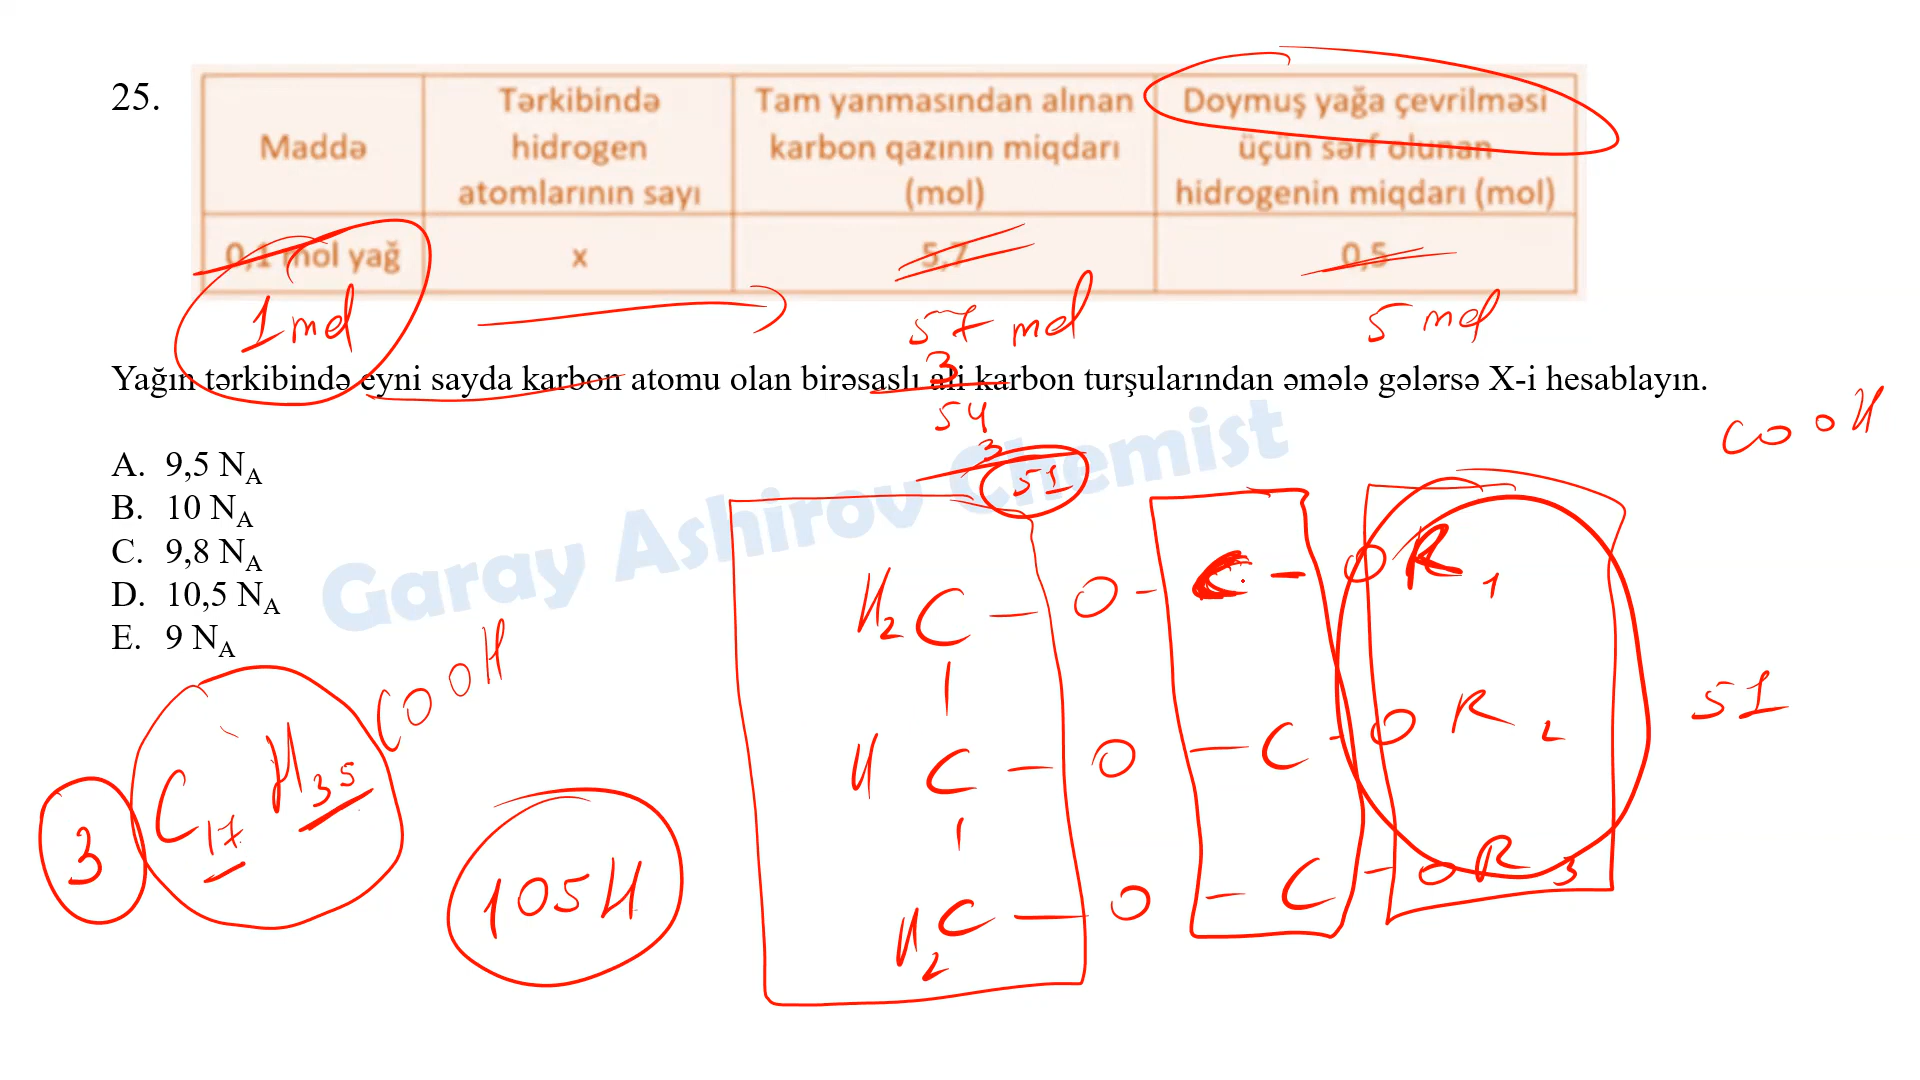 25.
Maddə
Tərkibində
hidrogen
atomlarının sayı
Tam yanmasından alınan
karbon qazının miqdarı
(mol)
Doymuş yağa çevrilməsi
üçün sərf olunan
hidrogenin miqdarı (mol)
0,1 mol yağ
x
5,7
0,5
1 mol
57 mol
5 mol
3
Yağın tərkibində eyni sayda karbon atomu olan birəsaslı ali karbon turşularından əmələ gələrsə X-i hesablayın.
54
3
51
COOH
A. 9,5 NA
B. 10 NA
C. 9,8 NA
D. 10,5 NA
E. 9 NA
Garay Ashirov Chemist
H2C – O - C - OR1
H C – O – C - OR2
H2C – O – C - OR3
51
3 C17H35 COOH
105H